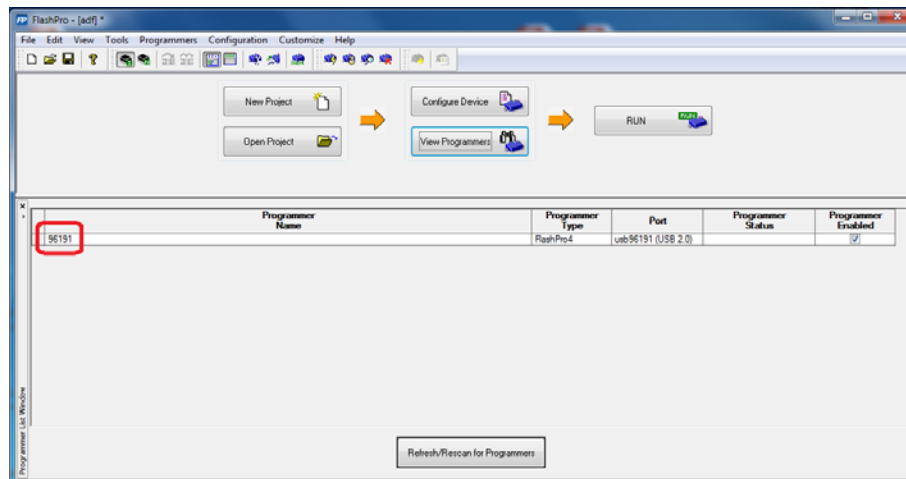 FlashPro - [adf] *
File Edit View Tools Programmers Configuration Customize Help
New Project
Configure Device
RUN
RUN
Open Project
View Programmers
Programmer Name
Programmer Type
Port
Programmer Status
Programmer Enabled
96191
FlashPro4
usb96191 (USB 2.0)
Programmer List Window
Refresh/Rescan for Programmers